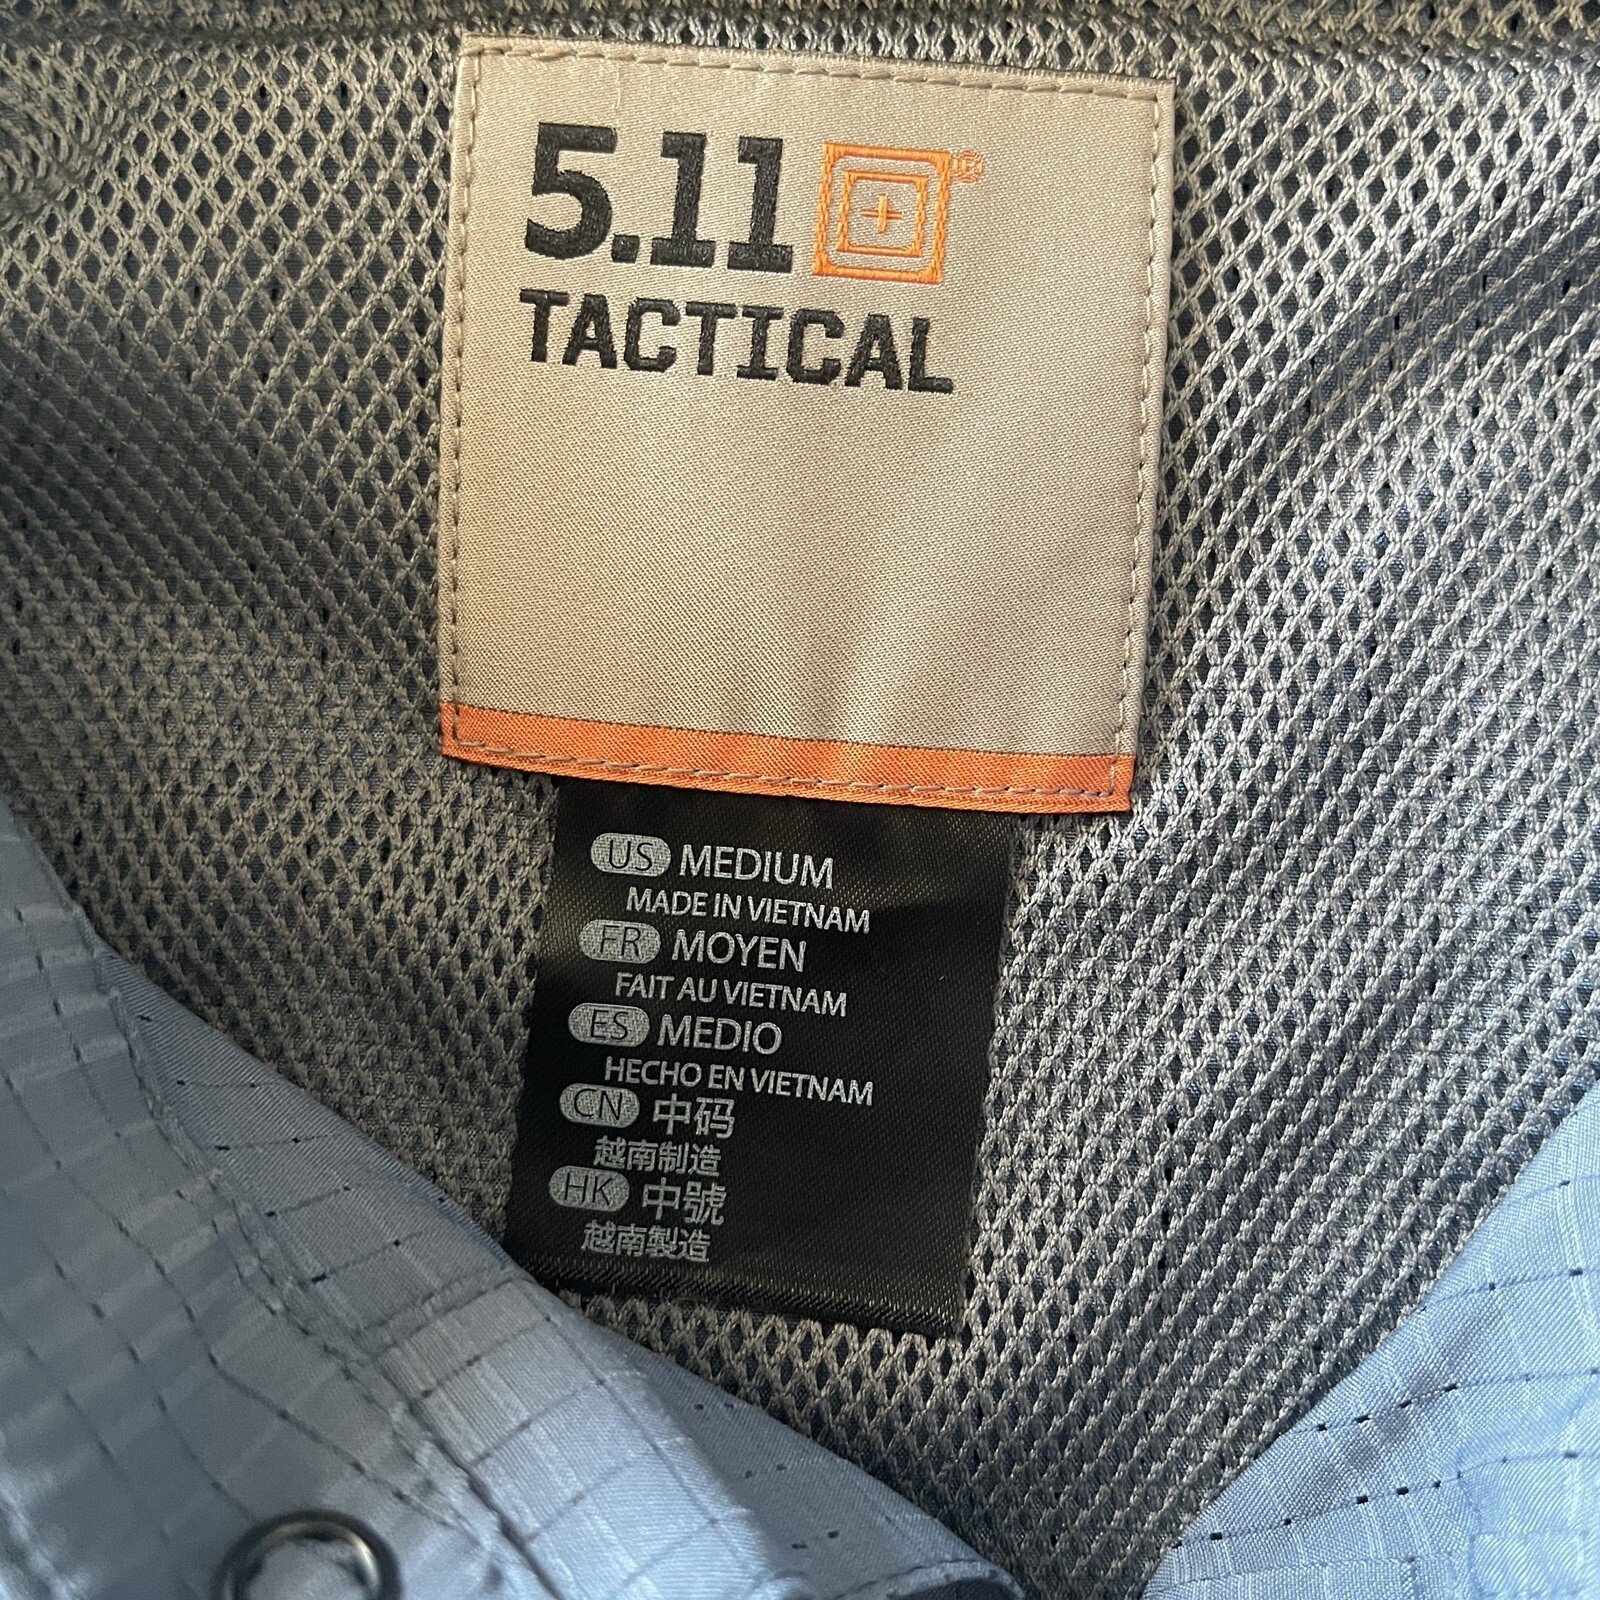 5.11®
TACTICAL
US MEDIUM
MADE IN VIETNAM
FR MOYEN
FAIT AU VIETNAM
ES MEDIO
HECHO EN VIETNAM
CN 中码
越南制造
HK 中號
越南製造